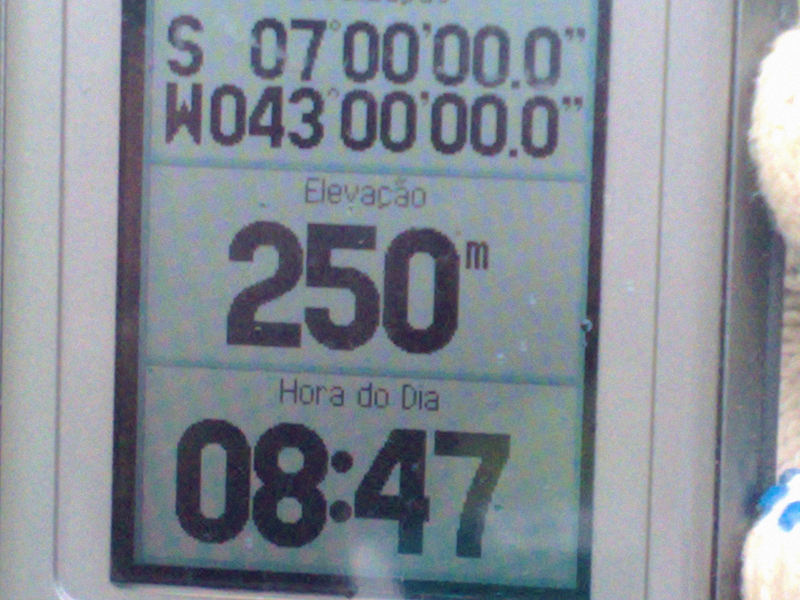 S 07°00'00.0"
W043°00'00.0"
Elevação
250m
Hora do Dia
08:47